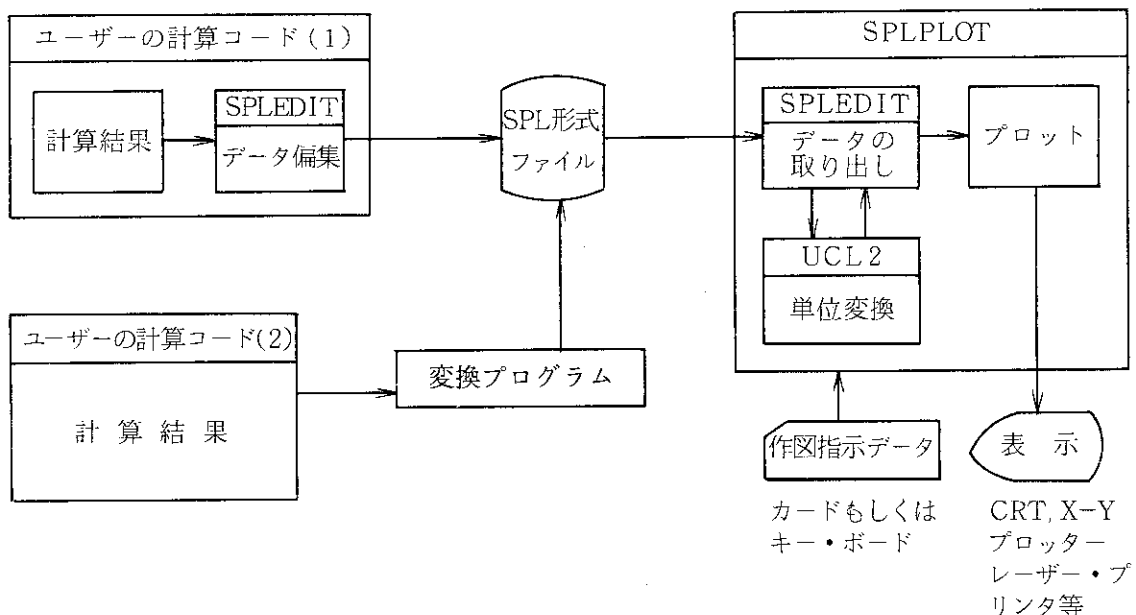 ユーザーの計算コード(1)
計算結果
SPLEDIT
データ偏集
SPL形式
ファイル
SPLPLOT
SPLEDIT
データの
取り出し
プロット
UCL2
単位変換
ユーザーの計算コード(2)
計算結果
変換プログラム
作図指示データ
カードもしくは
キー・ボード
表示
CRT, X-Y
プロッター
レーザー・プ
リンタ等